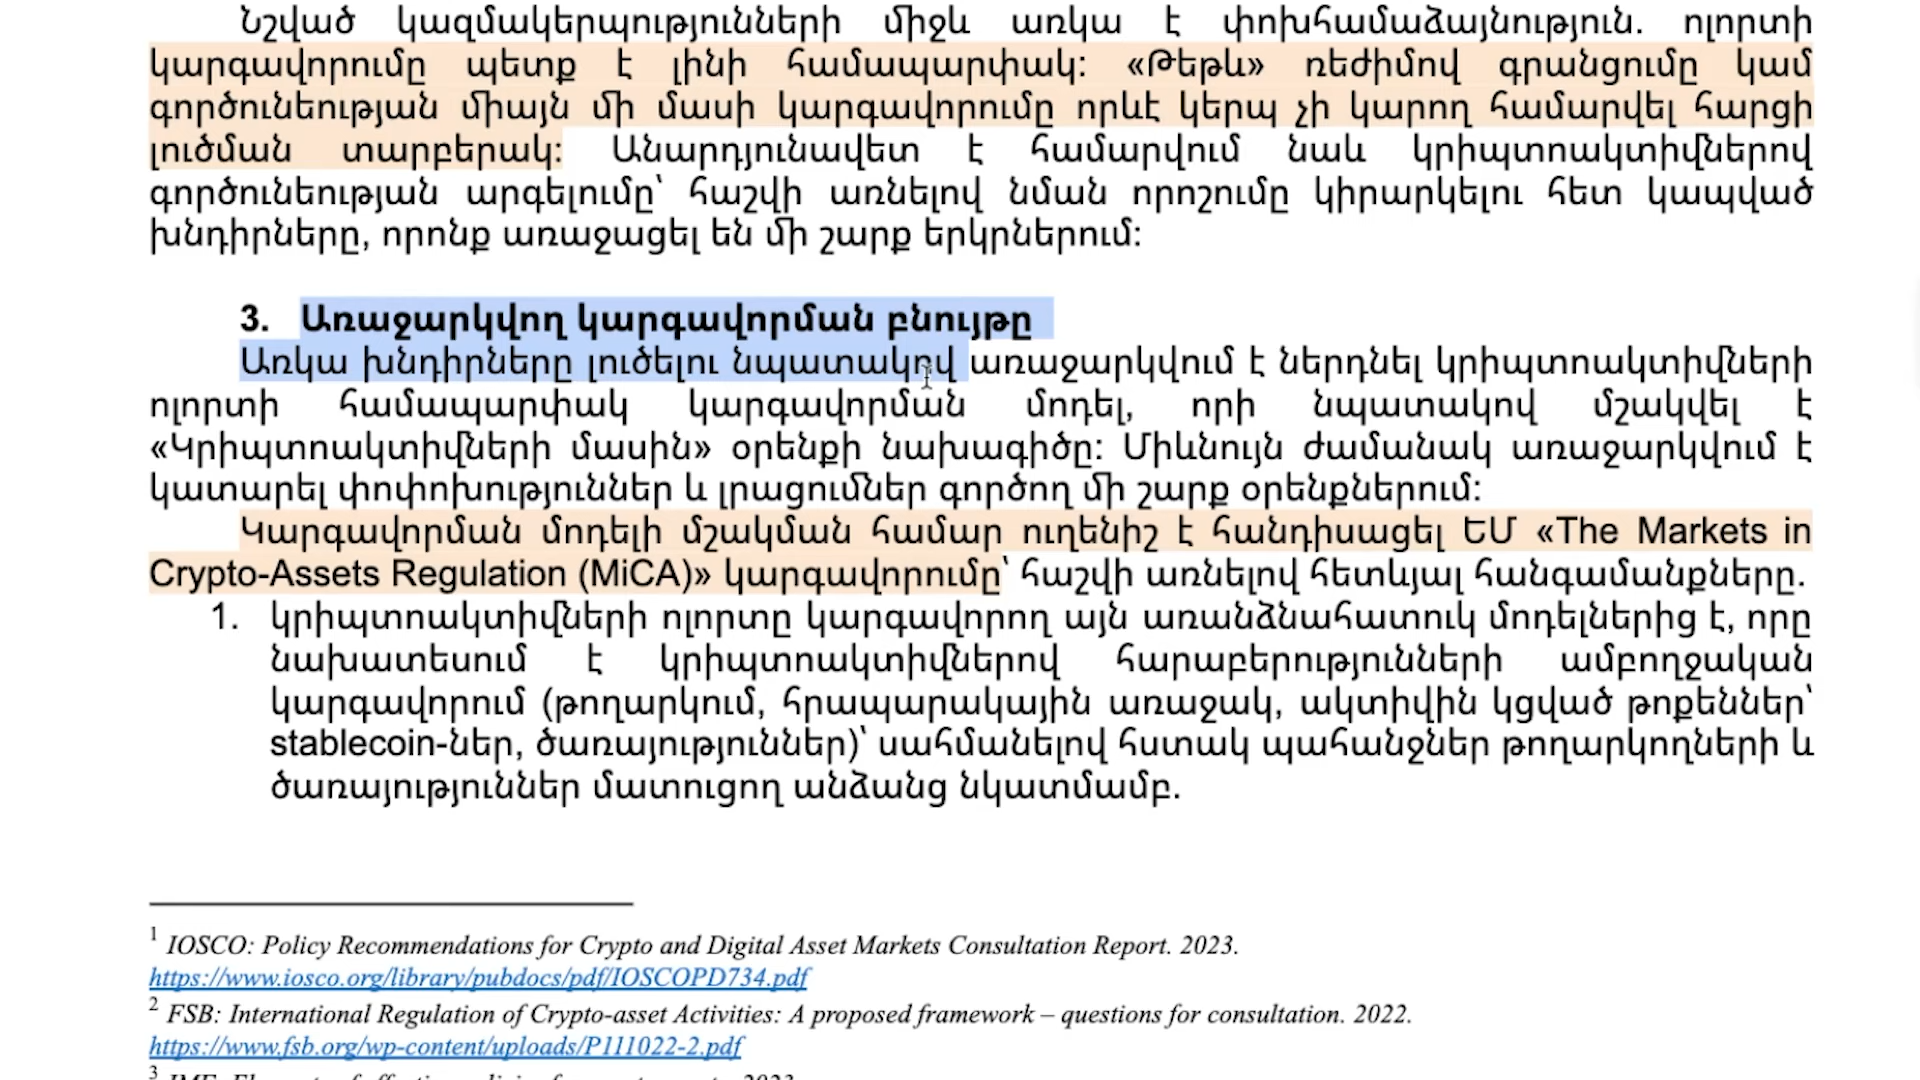 Նշված կազմակերպությունների միջև առկա է փոխհամաձայնություն. ոլորտի
կարգավորումը պետք է լինի համապարփակ: «Թեթև» ռեժիմով գրանցումը կամ
գործունեության միայն մի մասի կարգավորումը որևէ կերպ չի կարող համարվել հարցի
լուծման տարբերակ: Անարդյունավետ է համարվում նաև կրիպտոակտիվներով
գործունեության արգելումը՝ հաշվի առնելով նման որոշումը կիրարկելու հետ կապված
խնդիրները, որոնք առաջացել են մի շարք երկրներում:
3. Առաջարկվող կարգավորման բնույթը
Առկա խնդիրները լուծելու նպատակով առաջարկվում է ներդնել կրիպտոակտիվների
ոլորտի համապարփակ կարգավորման մոդել, որի նպատակով մշակվել է
«Կրիպտոակտիվների մասին» օրենքի նախագիծը: Միևնույն ժամանակ առաջարկվում է
կատարել փոփոխություններ և լրացումներ գործող մի շարք օրենքներում:
Կարգավորման մոդելի մշակման համար ուղենիշ է հանդիսացել ԵՄ «The Markets in
Crypto-Assets Regulation (MiCA)» կարգավորումը՝ հաշվի առնելով հետևյալ հանգամանքները.
1. կրիպտոակտիվների ոլորտը կարգավորող այն առանձնահատուկ մոդելներից է, որը
նախատեսում է կրիպտոակտիվներով հարաբերությունների ամբողջական
կարգավորում (թողարկում, հրապարակային առաջակ, ակտիվին կցված թոքեններ՝
stablecoin-ներ, ծառայություններ)՝ սահմանելով հստակ պահանջներ թողարկողների և
ծառայություններ մատուցող անձանց նկատմամբ.
1 IOSCO: Policy Recommendations for Crypto and Digital Asset Markets Consultation Report. 2023.
https://www.iosco.org/library/pubdocs/pdf/IOSCOPD734.pdf
2 FSB: International Regulation of Crypto-asset Activities: A proposed framework – questions for consultation. 2022.
https://www.fsb.org/wp-content/uploads/P111022-2.pdf
3